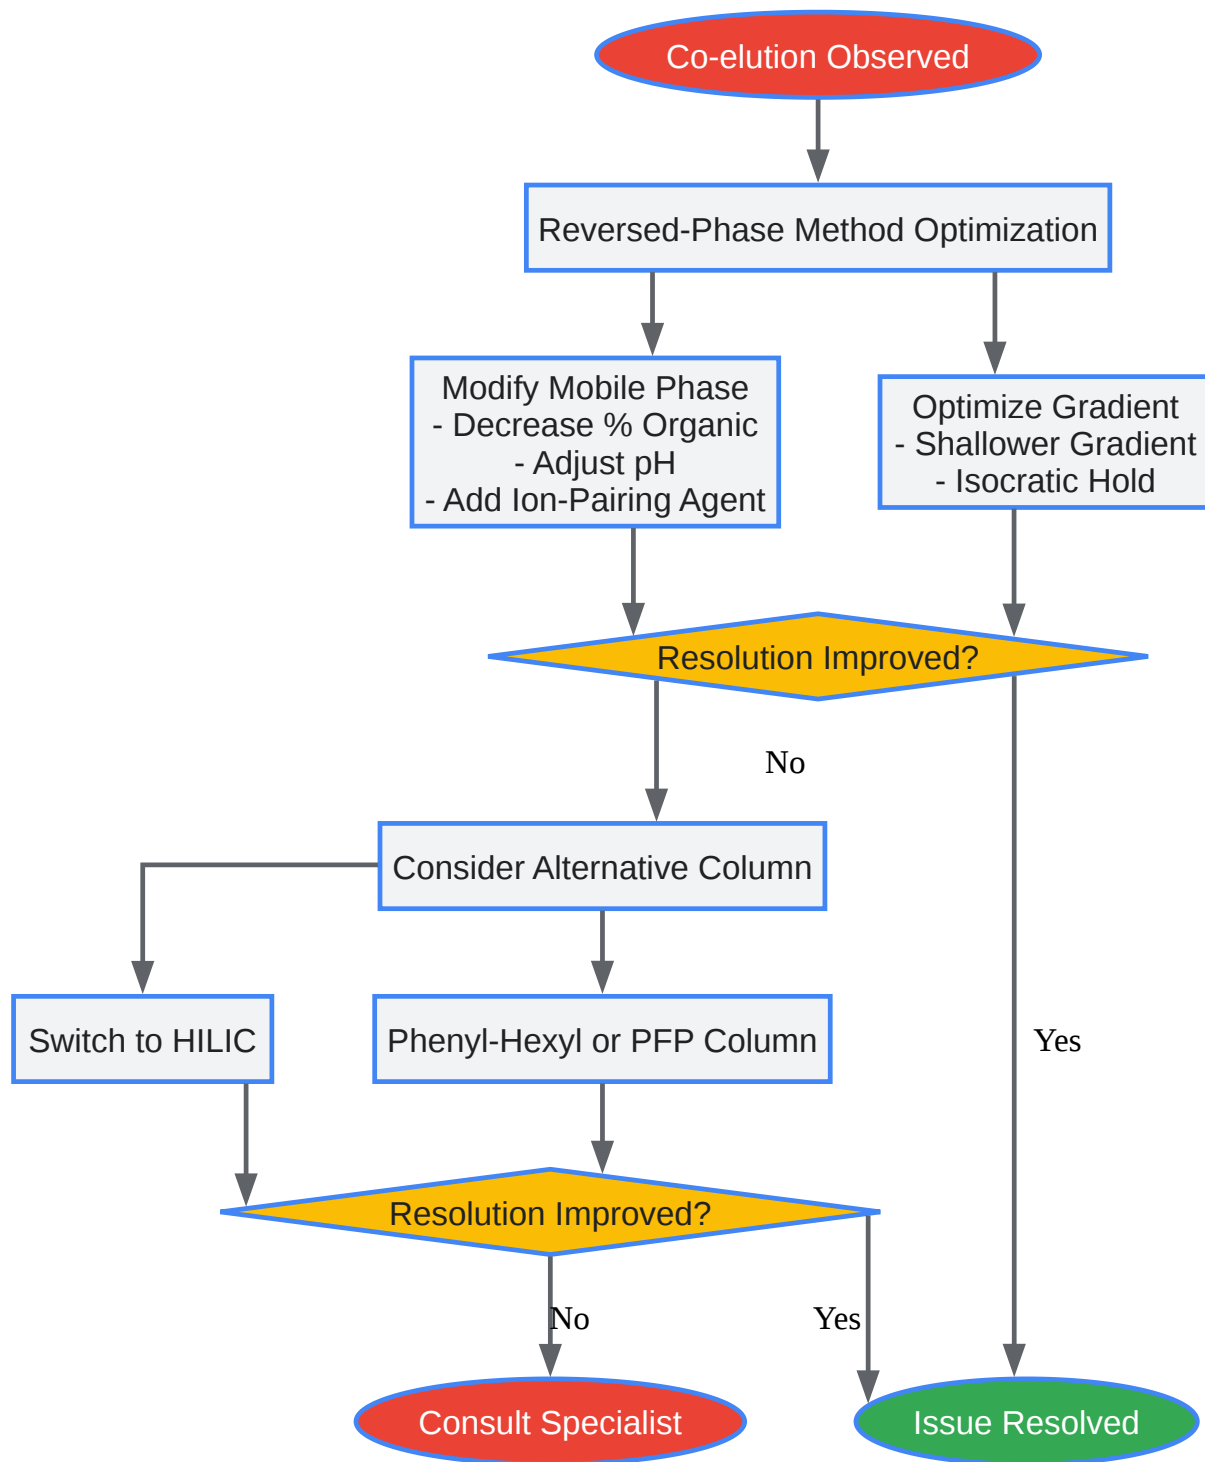 Co-elution Observed
Reversed-Phase Method Optimization
Modify Mobile Phase
- Decrease % Organic
- Adjust pH
- Add Ion-Pairing Agent
Optimize Gradient
- Shallower Gradient
- Isocratic Hold
Resolution Improved?
No
Consider Alternative Column
Switch to HILIC
Phenyl-Hexyl or PFP Column
Yes
Resolution Improved?
No
Yes
Consult Specialist
Issue Resolved